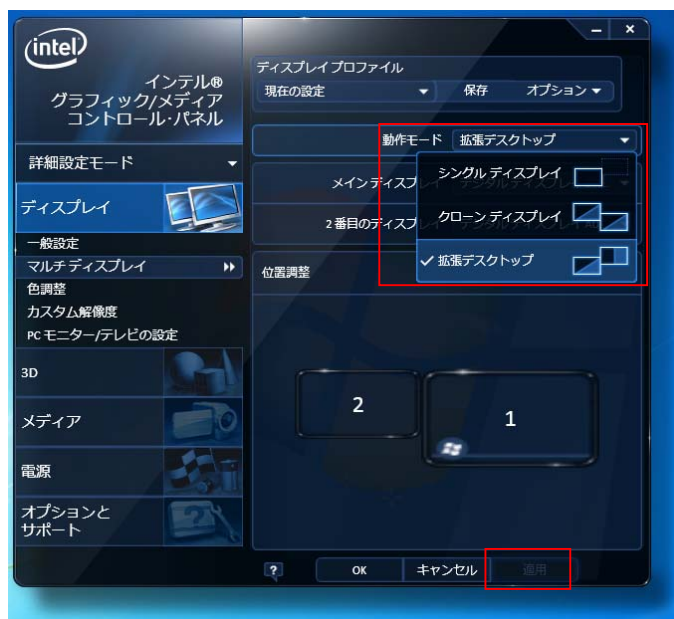 intel
インテル®
グラフィック/メディア
コントロール・パネル
詳細設定モード
ディスプレイ
一般設定
マルチ ディスプレイ
色調整
カスタム解像度
PC モニター/テレビの設定
3D
メディア
電源
オプションと
サポート
ディスプレイ プロファイル
現在の設定
保存
オプション
動作モード
拡張デスクトップ
メイン ディスプレイ
2 番目のディスプレイ
シングル ディスプレイ
クローン ディスプレイ
拡張デスクトップ
位置調整
2
1
?
OK
キャンセル
適用